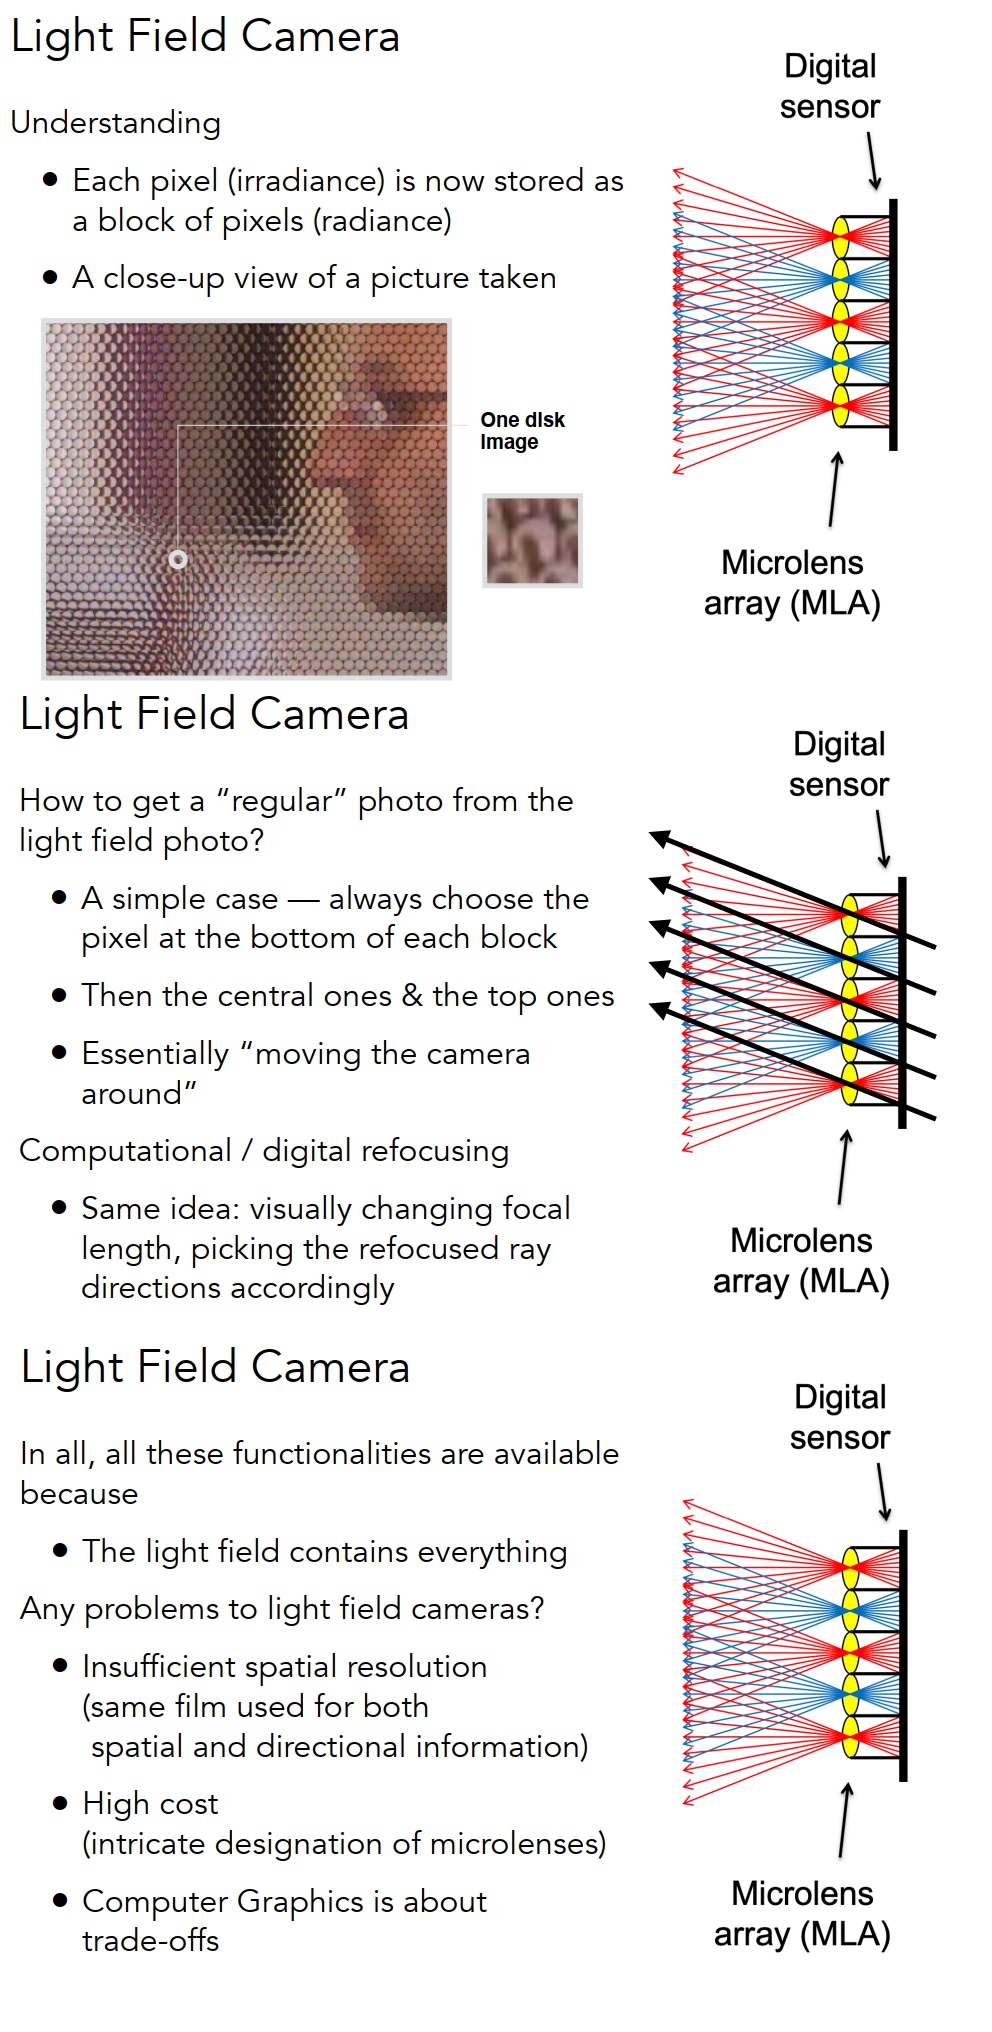 Light Field Camera
Digital
sensor
Understanding
• Each pixel (irradiance) is now stored as
a block of pixels (radiance)
• A close-up view of a picture taken
One disk
Image
Microlens
array (MLA)
Light Field Camera
Digital
sensor
How to get a “regular” photo from the
light field photo?
• A simple case — always choose the
pixel at the bottom of each block
• Then the central ones & the top ones
• Essentially “moving the camera
around”
Computational / digital refocusing
• Same idea: visually changing focal
length, picking the refocused ray
directions accordingly
Microlens
array (MLA)
Light Field Camera
Digital
sensor
In all, all these functionalities are available
because
• The light field contains everything
Any problems to light field cameras?
• Insufficient spatial resolution
(same film used for both
spatial and directional information)
• High cost
(intricate designation of microlenses)
• Computer Graphics is about
trade-offs
Microlens
array (MLA)